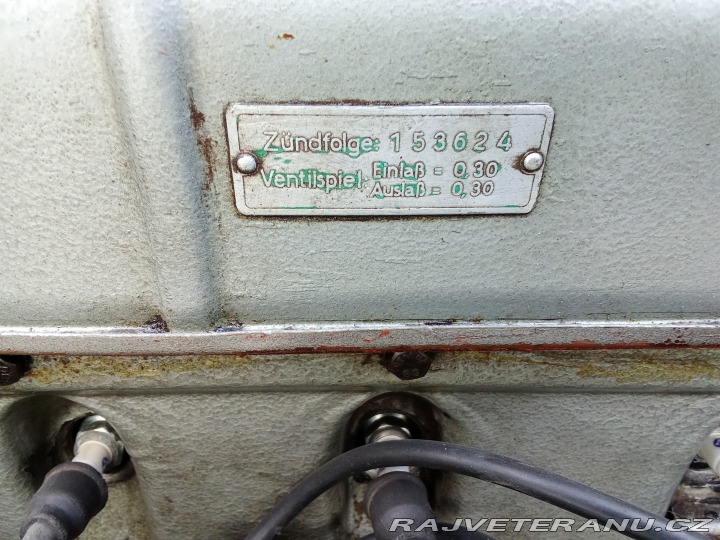 Zündfolge: 153624
Ventilspiel: Einlaß = 0,30
Auslaß = 0,30
RAJVETERANU.CZ